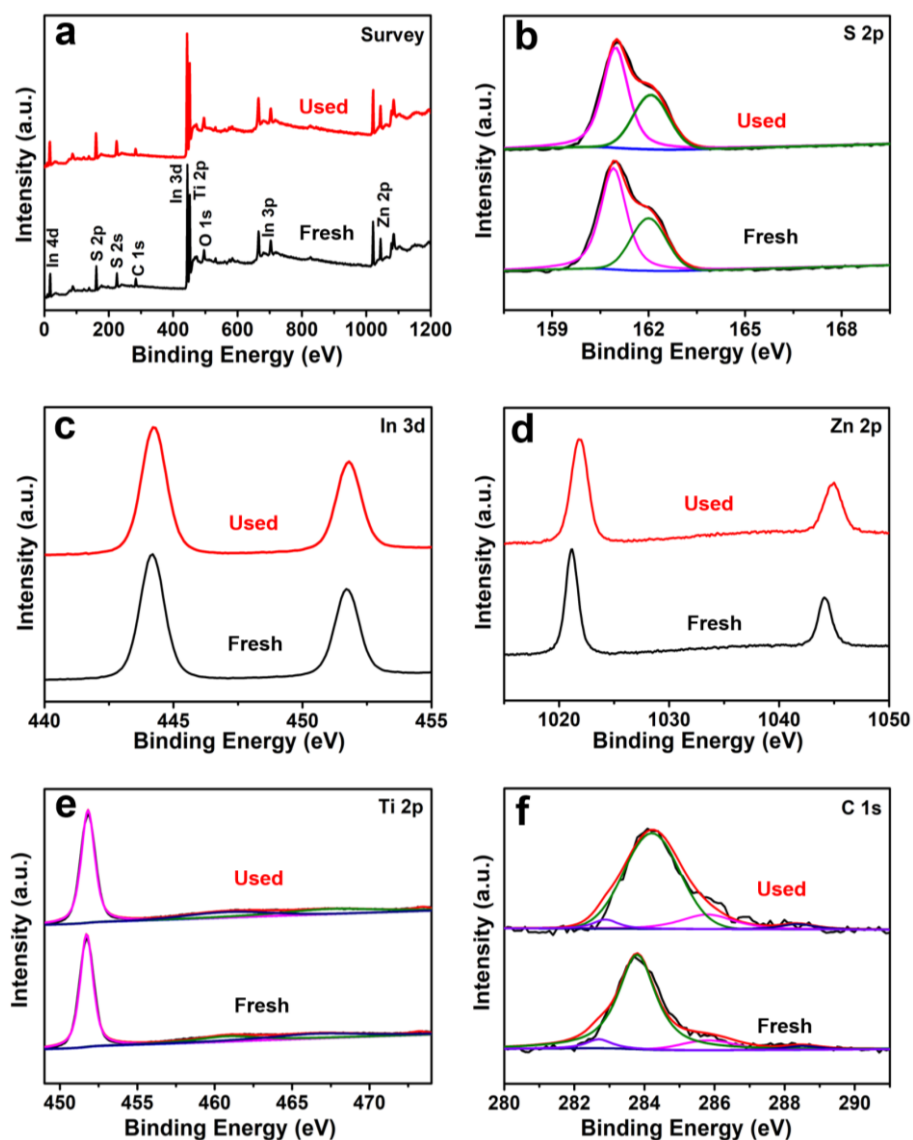 a
Survey
Used
Fresh
In 4d
S 2p
S 2s
C 1s
In 3d
Ti 2p
O 1s
In 3p
Zn 2p
Intensity (a.u.)
0 200 400 600 800 1000 1200
Binding Energy (eV)
b
S 2p
Used
Fresh
Intensity (a.u.)
159 162 165 168
Binding Energy (eV)
c
In 3d
Used
Fresh
Intensity (a.u.)
440 445 450 455
Binding Energy (eV)
d
Zn 2p
Used
Fresh
Intensity (a.u.)
1020 1030 1040 1050
Binding Energy (eV)
e
Ti 2p
Used
Fresh
Intensity (a.u.)
450 455 460 465 470
Binding Energy (eV)
f
C 1s
Used
Fresh
Intensity (a.u.)
280 282 284 286 288 290
Binding Energy (eV)